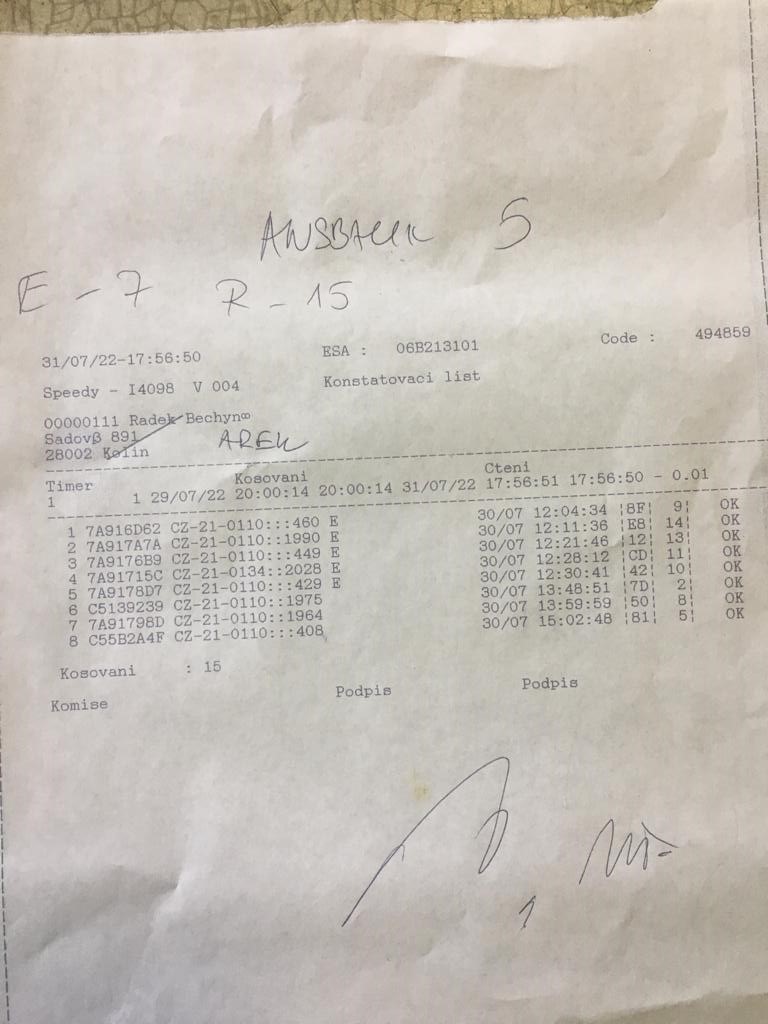 ANSBACH 5
E - 7 R - 15
31/07/22-17:56:50 ESA : 06B213101 Code : 494859
Speedy - I4098 V 004 Konstatovaci list
00000111 Radek Bechyn∞
Sadovβ 891 AREK
28002 Kolin
Kosovani Cteni
Timer
1 1 29/07/22 20:00:14 20:00:14 31/07/22 17:56:51 17:56:50 - 0.01
1 7A916D62 CZ-21-0110:::460 E 30/07 12:04:34 ¦8F¦ 9¦ OK
2 7A917A7A CZ-21-0110::1990 E 30/07 12:11:36 ¦E8¦ 14¦ OK
3 7A9176B9 CZ-21-0110:::449 E 30/07 12:21:46 ¦12¦ 13¦ OK
4 7A91715C CZ-21-0134::2028 E 30/07 12:28:12 ¦CD¦ 11¦ OK
5 7A9178D7 CZ-21-0110:::429 E 30/07 12:30:41 ¦42¦ 10¦ OK
6 C5139239 CZ-21-0110::1975 30/07 13:48:51 ¦7D¦ 2¦ OK
7 7A91798D CZ-21-0110::1964 30/07 13:59:59 ¦50¦ 8¦ OK
8 C55B2A4F CZ-21-0110:::408 30/07 15:02:48 ¦81¦ 5¦ OK
Kosovani : 15
Komise Podpis Podpis